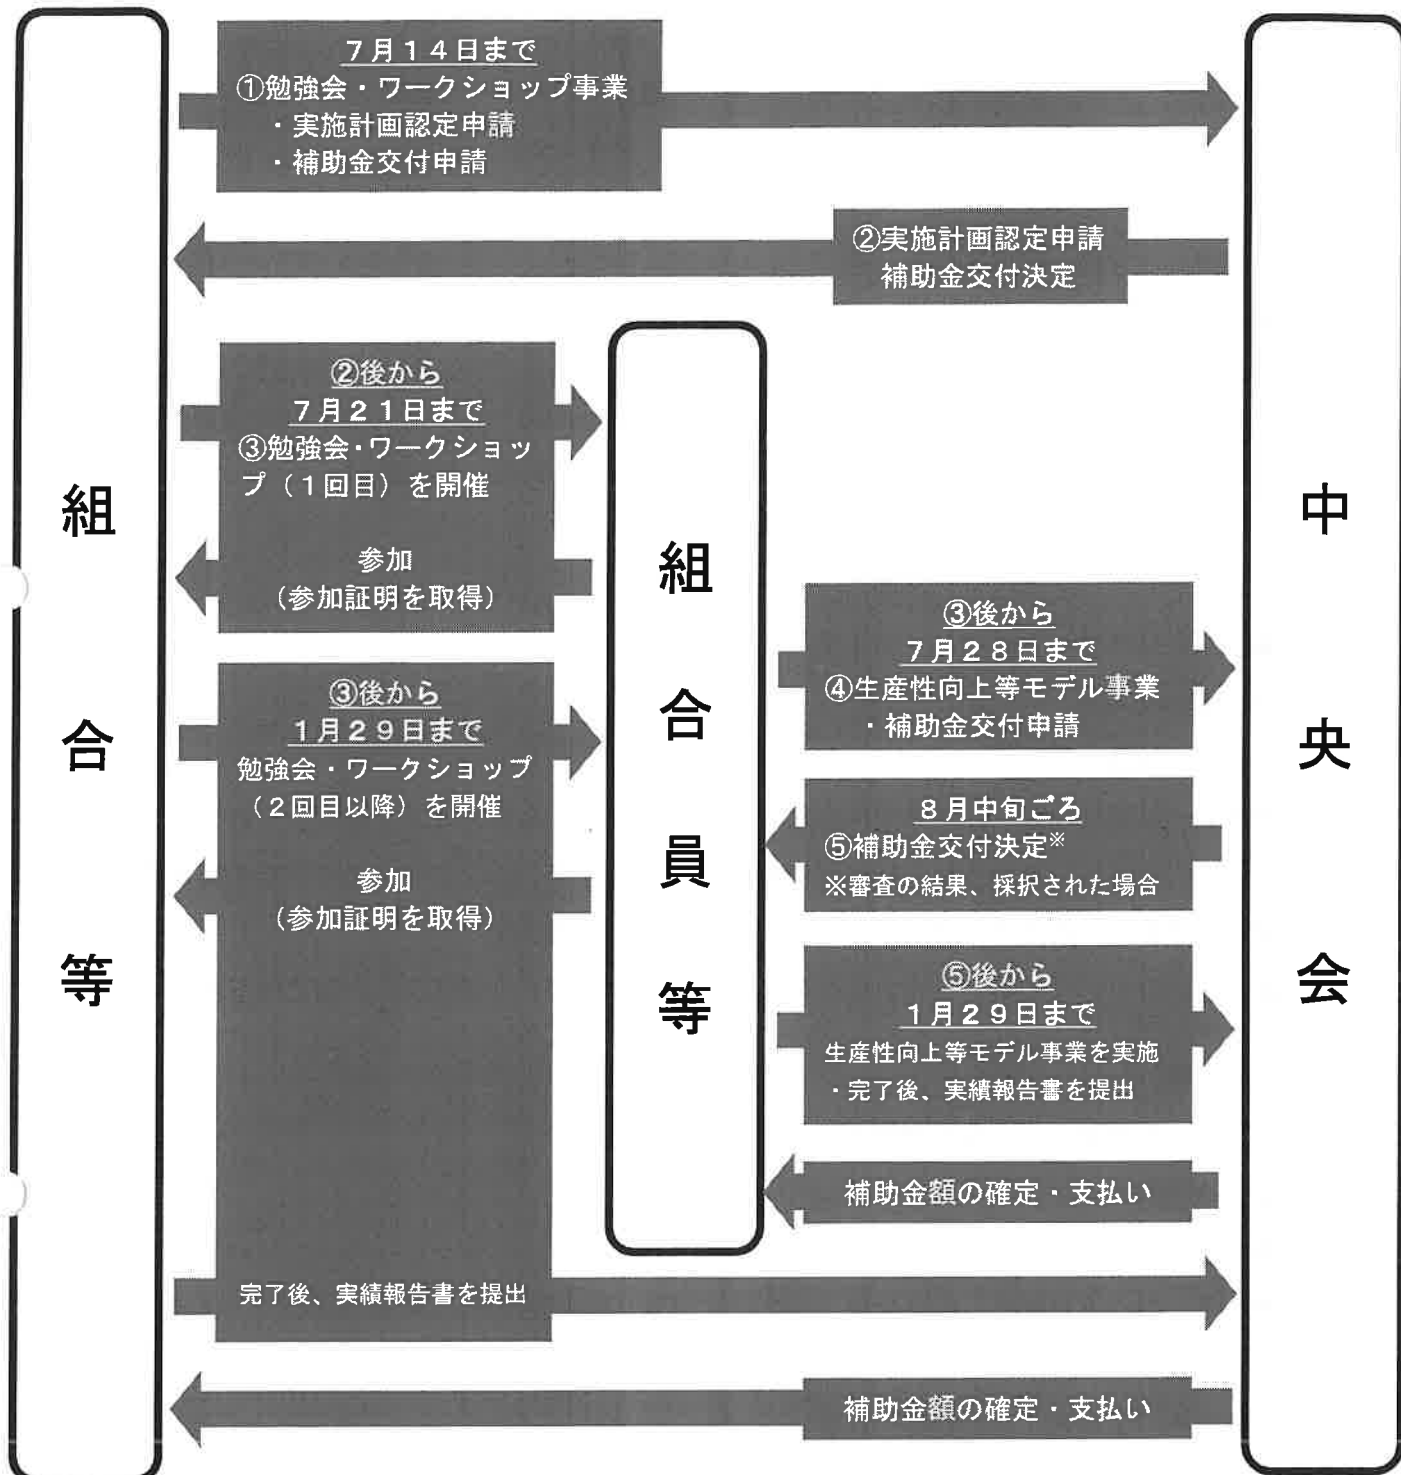 7月14日まで
①勉強会・ワークショップ事業
・実施計画認定申請
・補助金交付申請
②実施計画認定申請
補助金交付決定
②後から
7月21日まで
③勉強会・ワークショッ
プ（1回目）を開催
参加
（参加証明を取得）
③後から
1月29日まで
勉強会・ワークショップ
（2回目以降）を開催
参加
（参加証明を取得）
完了後、実績報告書を提出
③後から
7月28日まで
④生産性向上等モデル事業
・補助金交付申請
8月中旬ごろ
⑤補助金交付決定※
※審査の結果、採択された場合
⑤後から
1月29日まで
生産性向上等モデル事業を実施
・完了後、実績報告書を提出
補助金額の確定・支払い
補助金額の確定・支払い
組合等
組合員等
中央会